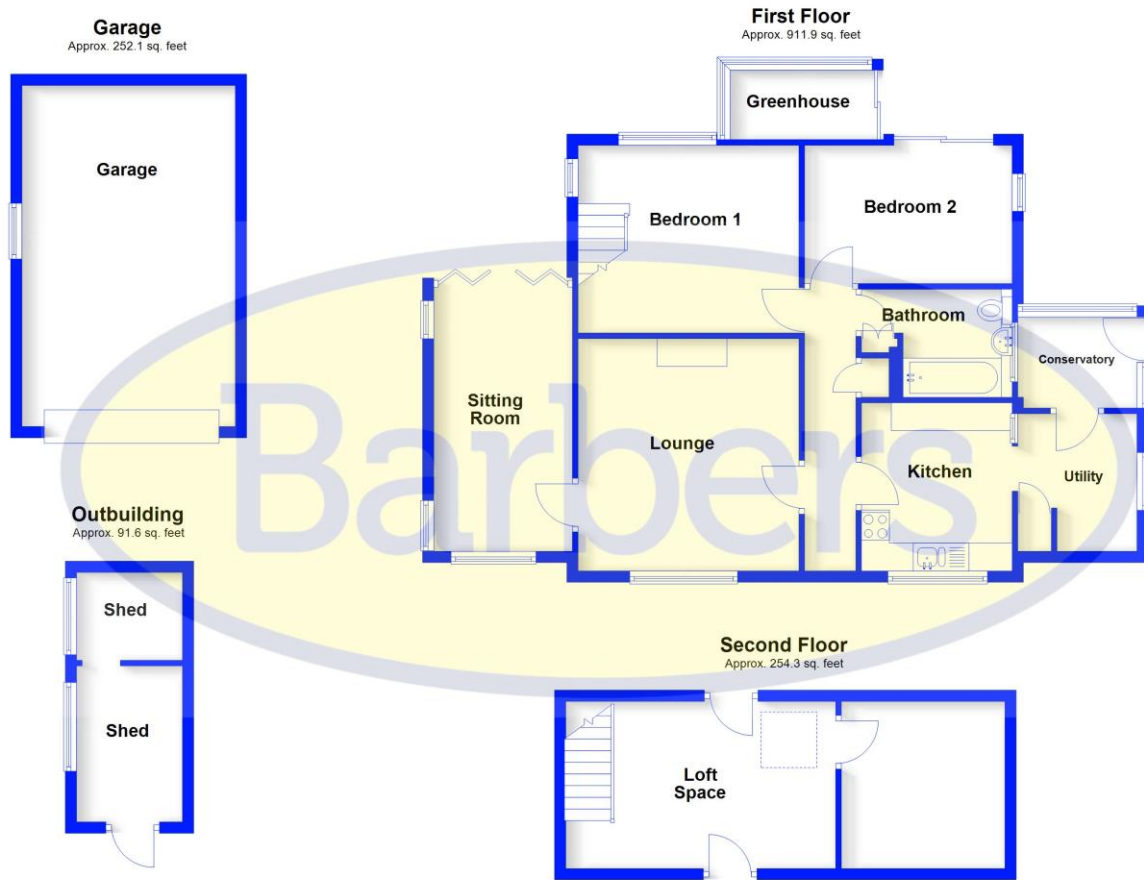 Garage
Approx. 252.1 sq. feet
Garage
First Floor
Approx. 911.9 sq. feet
Greenhouse
Bedroom 1
Bedroom 2
Bathroom
Conservatory
Sitting
Room
Lounge
Kitchen
Utility
Barbers
Outbuilding
Approx. 91.6 sq. feet
Shed
Shed
Second Floor
Approx. 254.3 sq. feet
Loft
Space